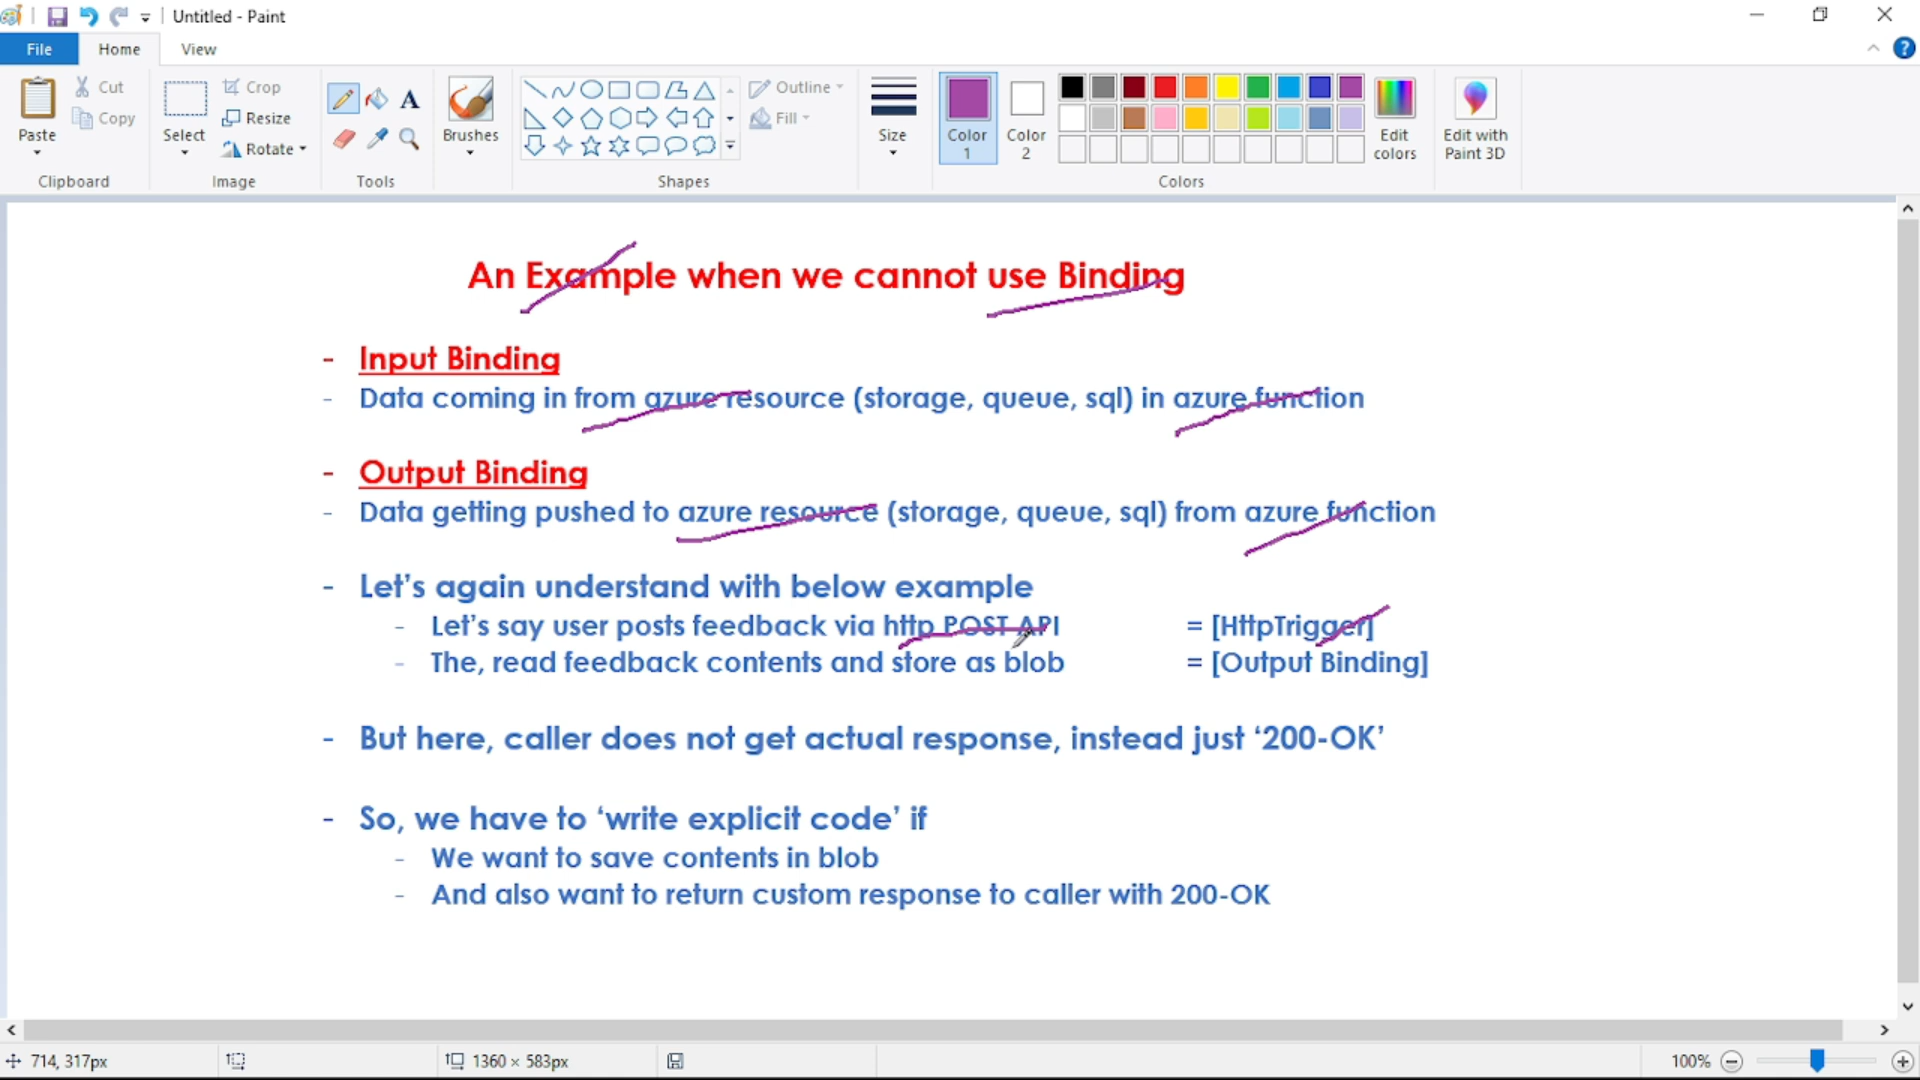 Untitled - Paint
File Home View
Paste
Cut
Copy
Clipboard
Select
Crop
Resize
Rotate
Image
A
Tools
Brushes
Shapes
Outline
Fill
Size
Color 1
Color 2
Edit colors
Edit with Paint 3D
Colors
An Example when we cannot use Binding
- Input Binding
- Data coming in from azure resource (storage, queue, sql) in azure function
- Output Binding
- Data getting pushed to azure resource (storage, queue, sql) from azure function
- Let’s again understand with below example
- Let’s say user posts feedback via http POST API = [HttpTrigger]
- The, read feedback contents and store as blob = [Output Binding]
- But here, caller does not get actual response, instead just ‘200-OK’
- So, we have to ‘write explicit code’ if
- We want to save contents in blob
- And also want to return custom response to caller with 200-OK
714, 317px 1360 × 583px 100%